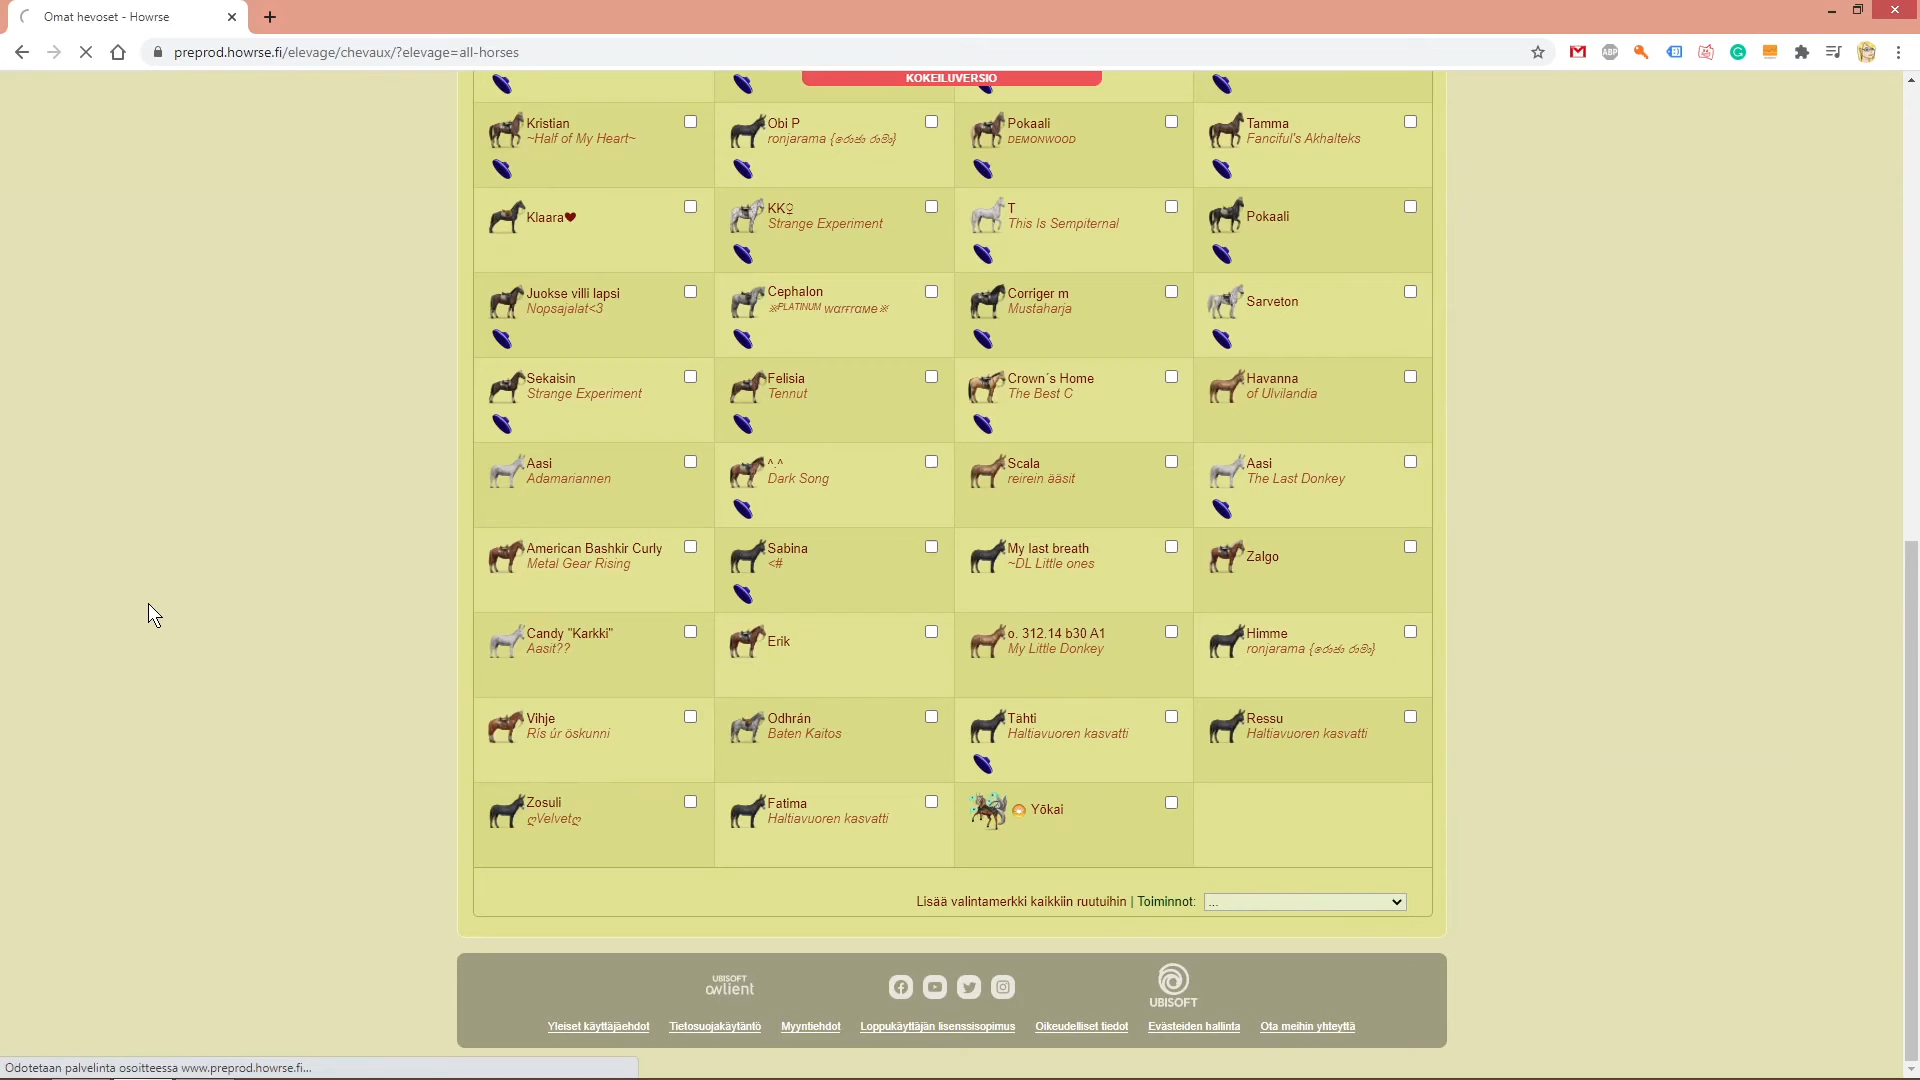 Omat hevoset - Howrse
preprod.howrse.fi/elevage/chevaux/?elevage=all-horses
ABP
KOKEILUVERSIO
Kristian
~Half of My Heart~
Obi P
ronjarama
Pokaali
DEMONWOOD
Tamma
Fanciful's Akhalteks
Klaara♥
KK♀
Strange Experiment
T
This Is Sempiternal
Pokaali
Juokse villi lapsi
Nopsajalat<3
Cephalon
※PLATINUM wαrғrαмe※
Corriger m
Mustaharja
Sarveton
Sekaisin
Strange Experiment
Felisia
Tennut
Crown´s Home
The Best C
Havanna
of Ulvilandia
Aasi
Adamariannen
^.^
Dark Song
Scala
reirein ääsit
Aasi
The Last Donkey
American Bashkir Curly
Metal Gear Rising
Sabina
<#
My last breath
~DL Little ones
Zalgo
Candy "Karkki"
Aasit??
Erik
o. 312.14 b30 A1
My Little Donkey
Himme
ronjarama
Vihje
Rís úr öskunni
Odhrán
Baten Kaitos
Tähti
Haltiavuoren kasvatti
Ressu
Haltiavuoren kasvatti
Zosuli
ლVelvetლ
Fatima
Haltiavuoren kasvatti
Yōkai
Lisää valintamerkki kaikkiin ruutuihin | Toiminnot: ...
UBISOFT
owlient
UBISOFT
Yleiset käyttäjäehdot Tietosuojakäytäntö Myyntiehdot Loppukäyttäjän lisenssisopimus Oikeudelliset tiedot Evästeiden hallinta Ota meihin yhteyttä
Odotetaan palvelinta osoitteessa www.preprod.howrse.fi...